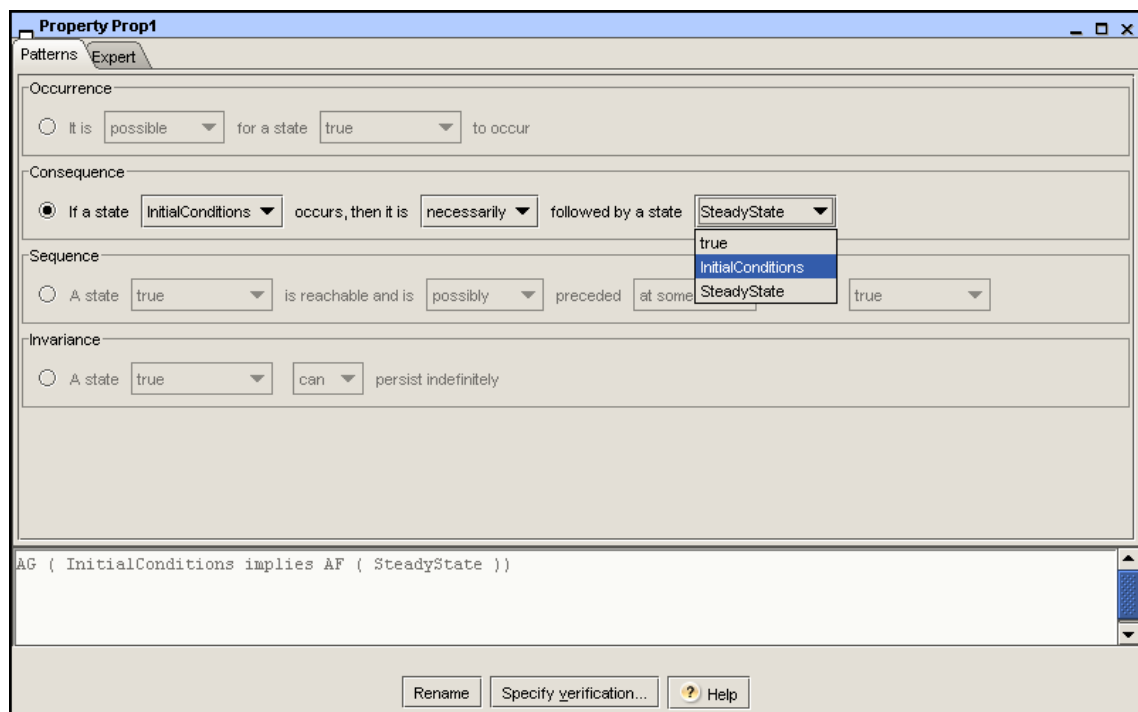 Property Prop1
Patterns Expert
Occurrence
It is possible for a state true to occur
Consequence
If a state InitialConditions occurs, then it is necessarily followed by a state SteadyState
true
InitialConditions
SteadyState
Sequence
A state true is reachable and is possibly preceded at some true
Invariance
A state true can persist indefinitely
AG ( InitialConditions implies AF ( SteadyState ))
Rename Specify verification... ? Help